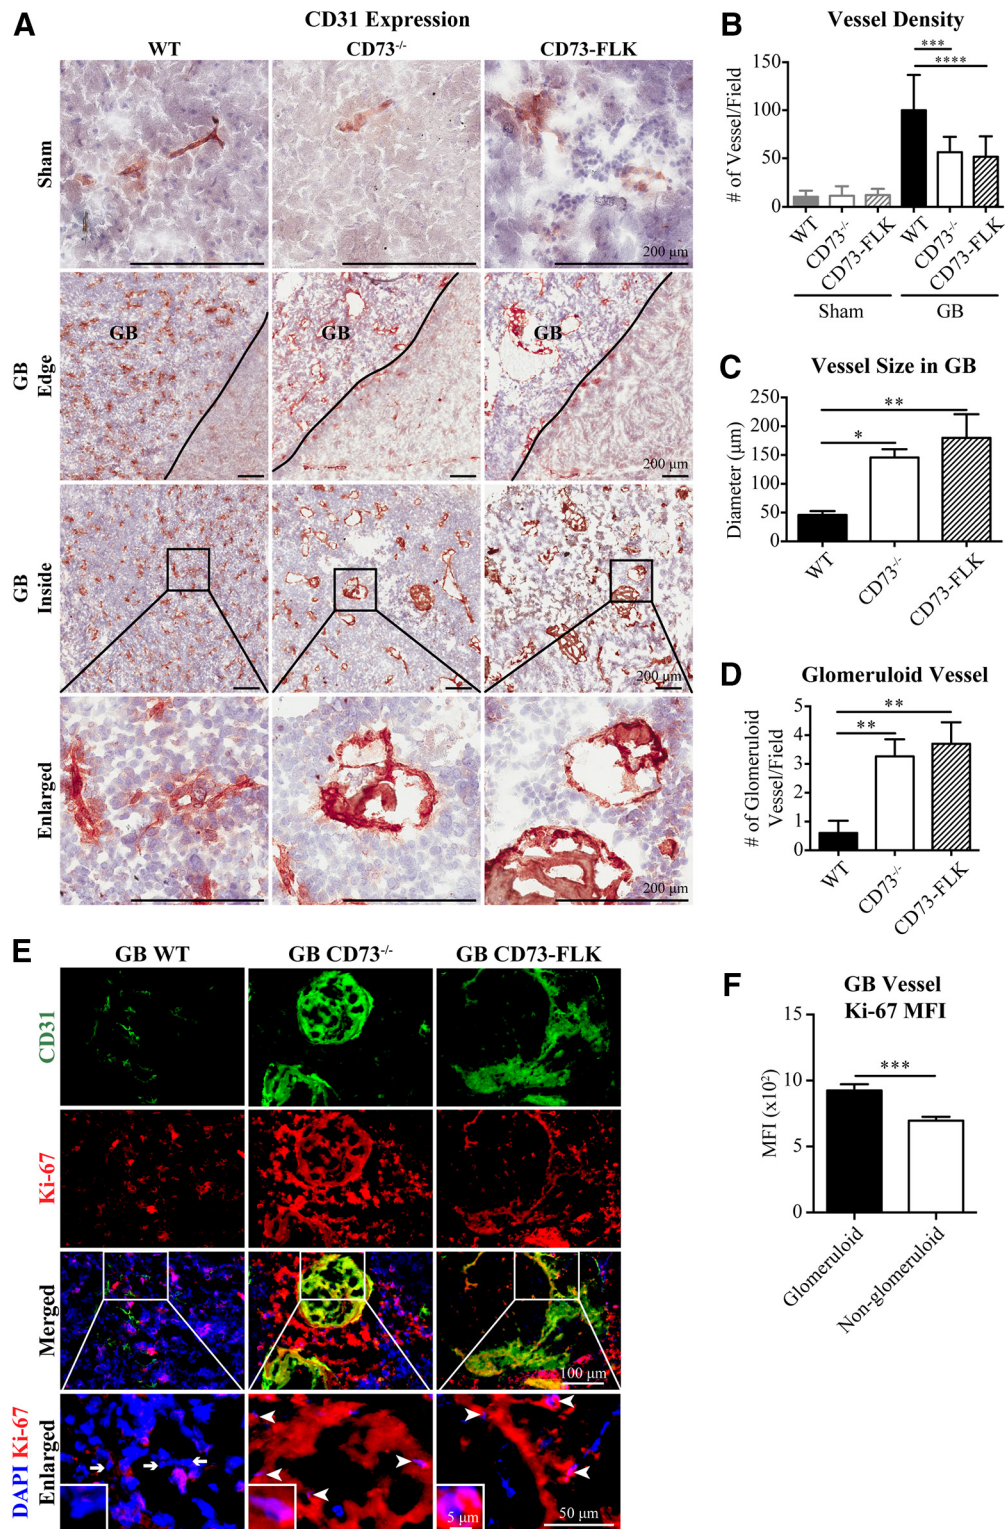 A
CD31 Expression
WT CD73-/- CD73-FLK
Sham
200 µm
GB Edge
GB
GB
GB
200 µm
GB Inside
200 µm
Enlarged
200 µm
B
Vessel Density
***
****
# of Vessel/Field
150
100
50
0
WT
CD73-/-
CD73-FLK
WT
CD73-/-
CD73-FLK
Sham GB
C
Vessel Size in GB
**
*
Diameter (µm)
250
200
150
100
50
0
WT
CD73-/-
CD73-FLK
D
Glomeruloid Vessel
**
**
# of Glomeruloid
Vessel/Field
5
4
3
2
1
0
WT
CD73-/-
CD73-FLK
E
GB WT GB CD73-/- GB CD73-FLK
CD31
Ki-67
Merged
100 µm
DAPI Ki-67
Enlarged
5 µm
50 µm
F
GB Vessel
Ki-67 MFI
***
MFI (x10²)
15
10
5
0
Glomeruloid
Non-glomeruloid